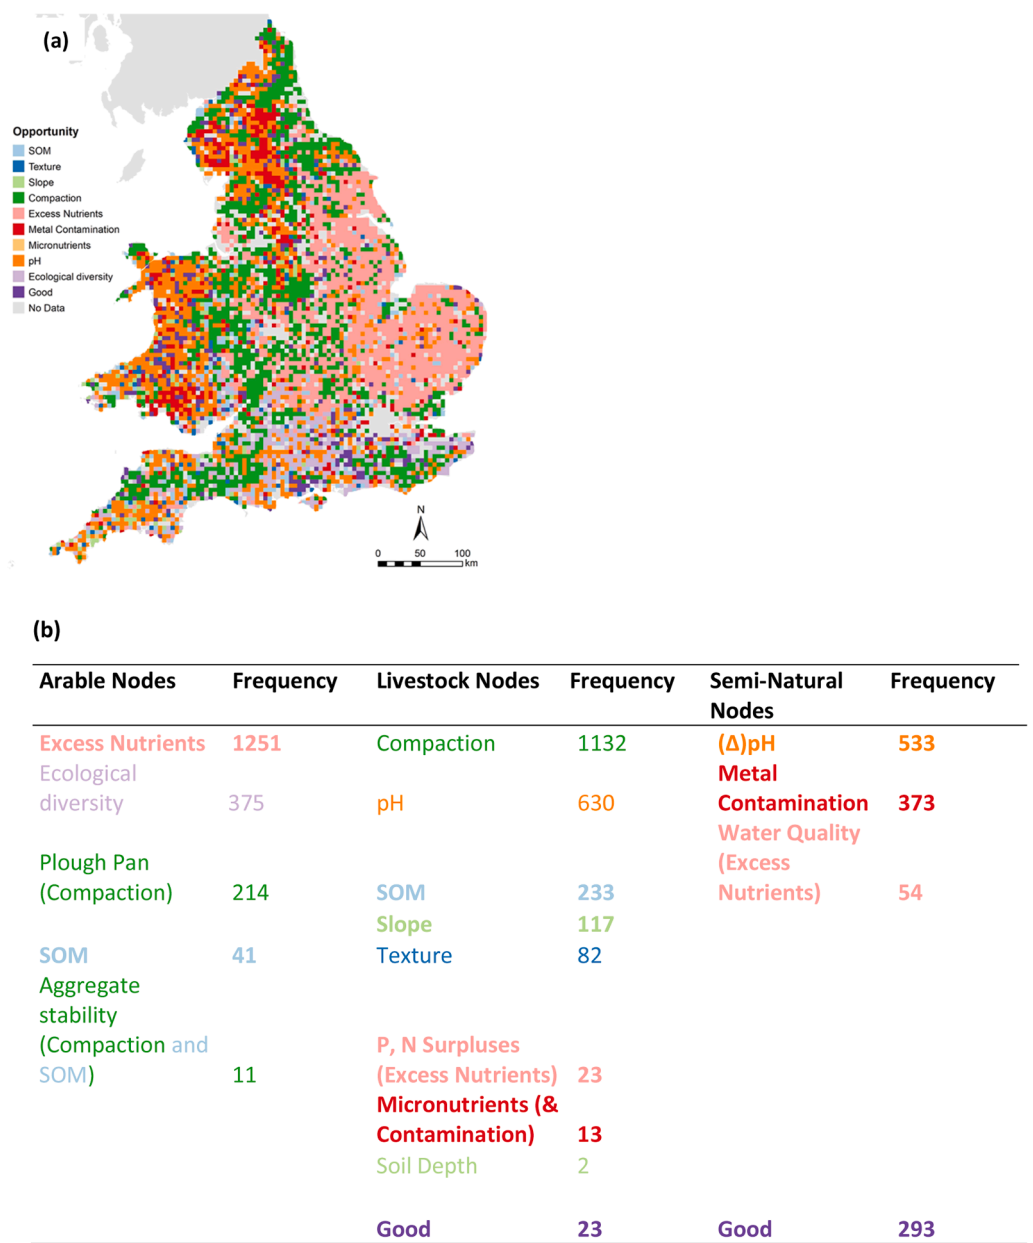 (a)
Opportunity
SOM
Texture
Slope
Compaction
Excess Nutrients
Metal Contamination
Micronutrients
pH
Ecological diversity
Good
No Data
N
0 50 100
km
(b)
Arable Nodes Frequency Livestock Nodes Frequency Semi-Natural Frequency
Nodes
Excess Nutrients 1251 Compaction 1132 (Δ)pH 533
Ecological Metal
diversity 375 pH 630 Contamination 373
Water Quality
Plough Pan (Excess
(Compaction) 214 SOM 233 Nutrients) 54
Slope 117
SOM 41 Texture 82
Aggregate
stability
(Compaction and P, N Surpluses
SOM) 11 (Excess Nutrients) 23
Micronutrients (&
Contamination) 13
Soil Depth 2
Good 23 Good 293